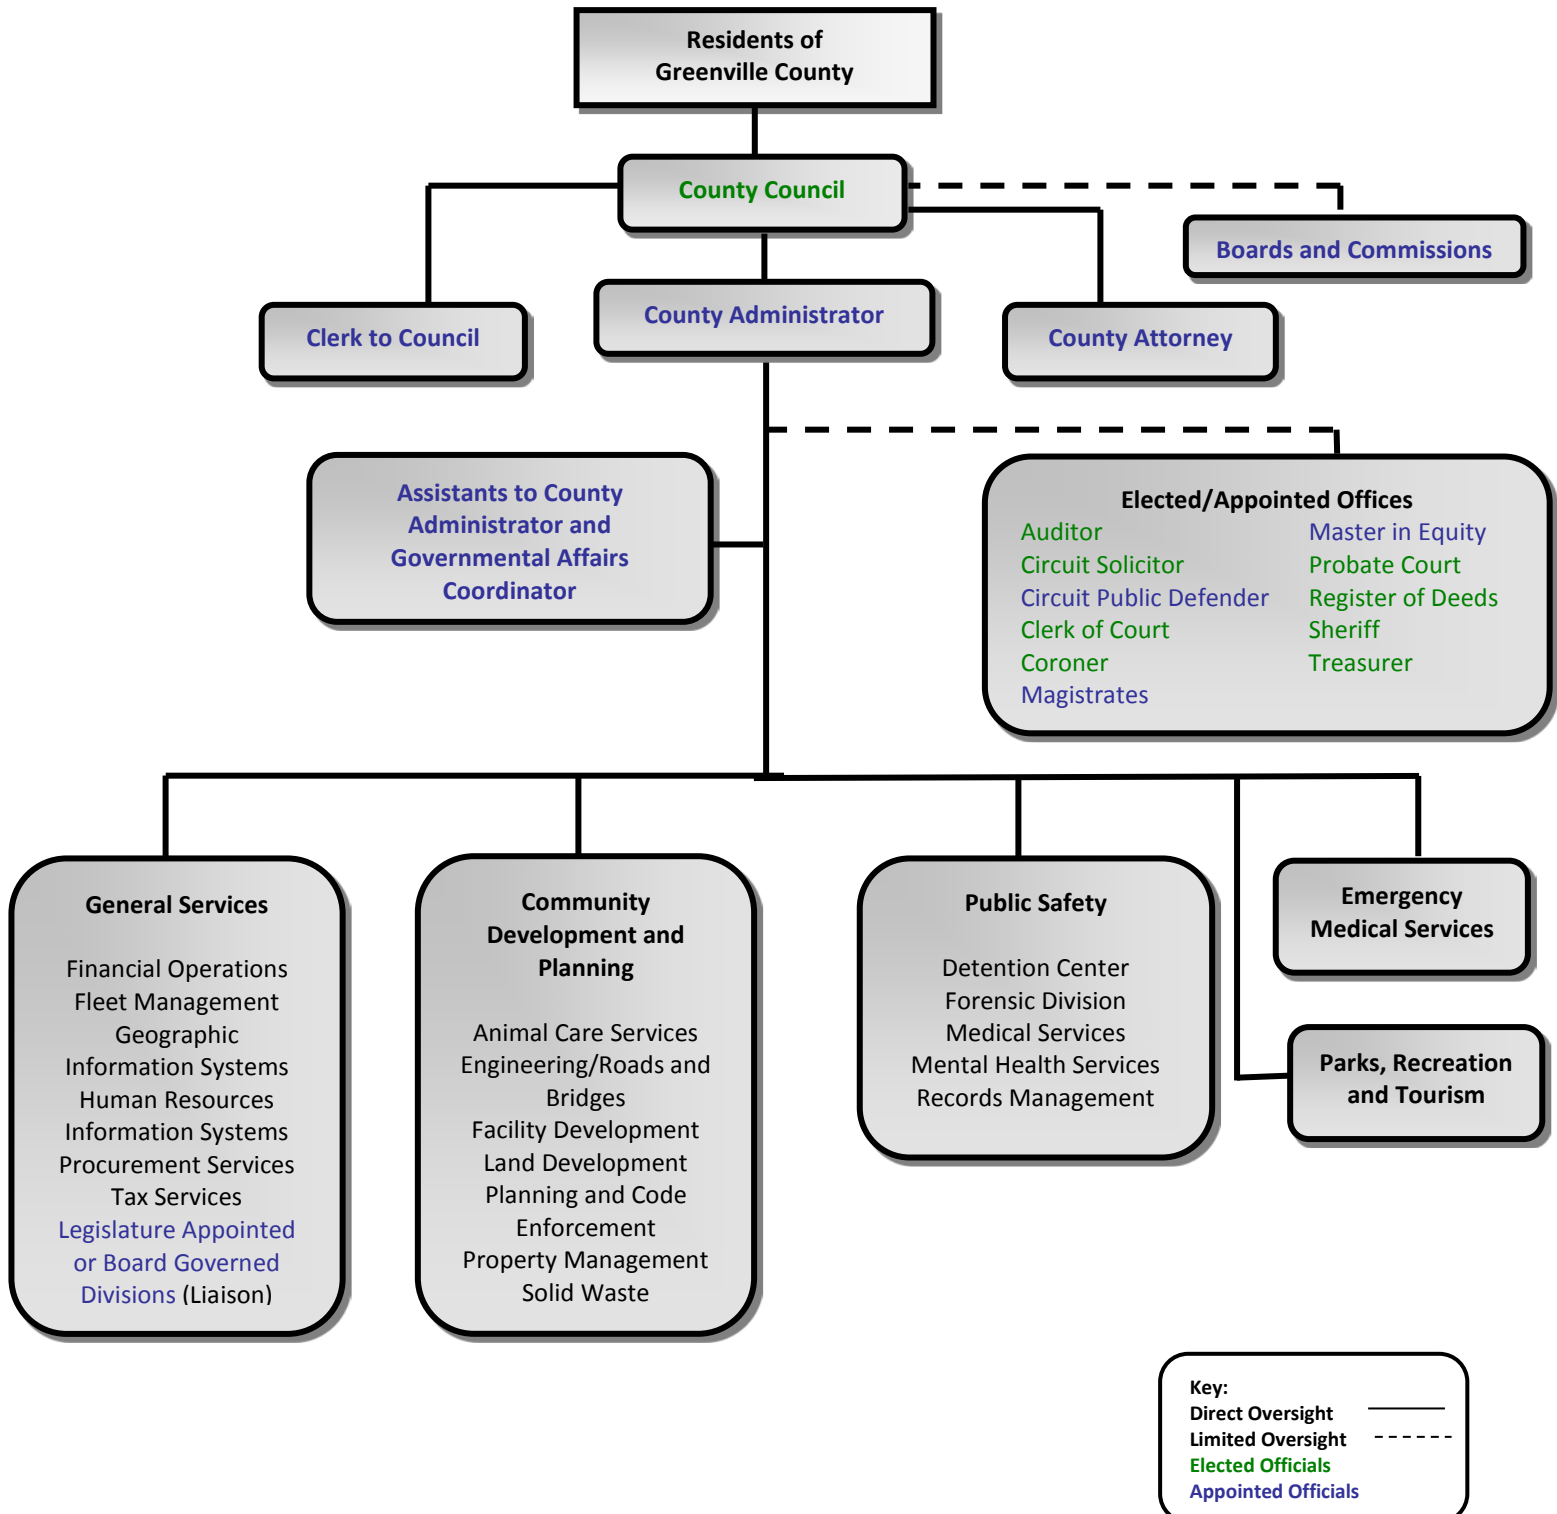 Residents of
Greenville County
County Council
Boards and Commissions
Clerk to Council
County Administrator
County Attorney
Assistants to County
Administrator and
Governmental Affairs
Coordinator
Elected/Appointed Offices
Auditor
Circuit Solicitor
Circuit Public Defender
Clerk of Court
Coroner
Magistrates
Master in Equity
Probate Court
Register of Deeds
Sheriff
Treasurer
General Services
Financial Operations
Fleet Management
Geographic
Information Systems
Human Resources
Information Systems
Procurement Services
Tax Services
Legislature Appointed
or Board Governed
Divisions (Liaison)
Community
Development and
Planning
Animal Care Services
Engineering/Roads and
Bridges
Facility Development
Land Development
Planning and Code
Enforcement
Property Management
Solid Waste
Public Safety
Detention Center
Forensic Division
Medical Services
Mental Health Services
Records Management
Emergency
Medical Services
Parks, Recreation
and Tourism
Key:
Direct Oversight
Limited Oversight
Elected Officials
Appointed Officials